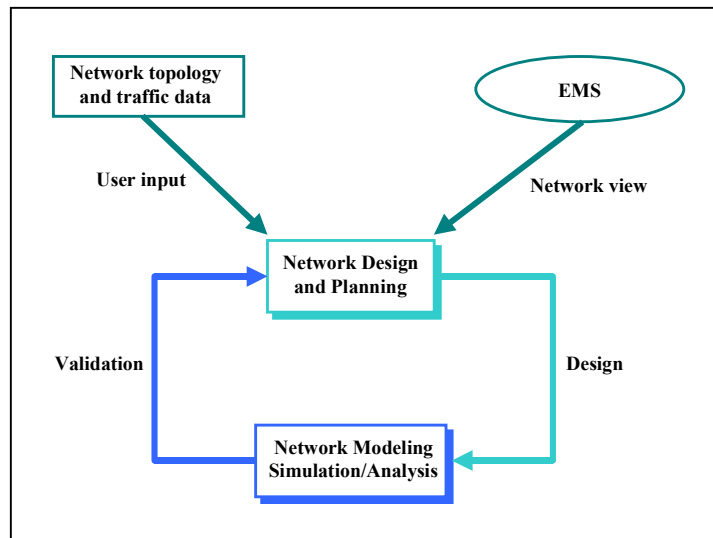 Network topology
and traffic data
EMS
User input
Network view
Network Design
and Planning
Validation
Design
Network Modeling
Simulation/Analysis